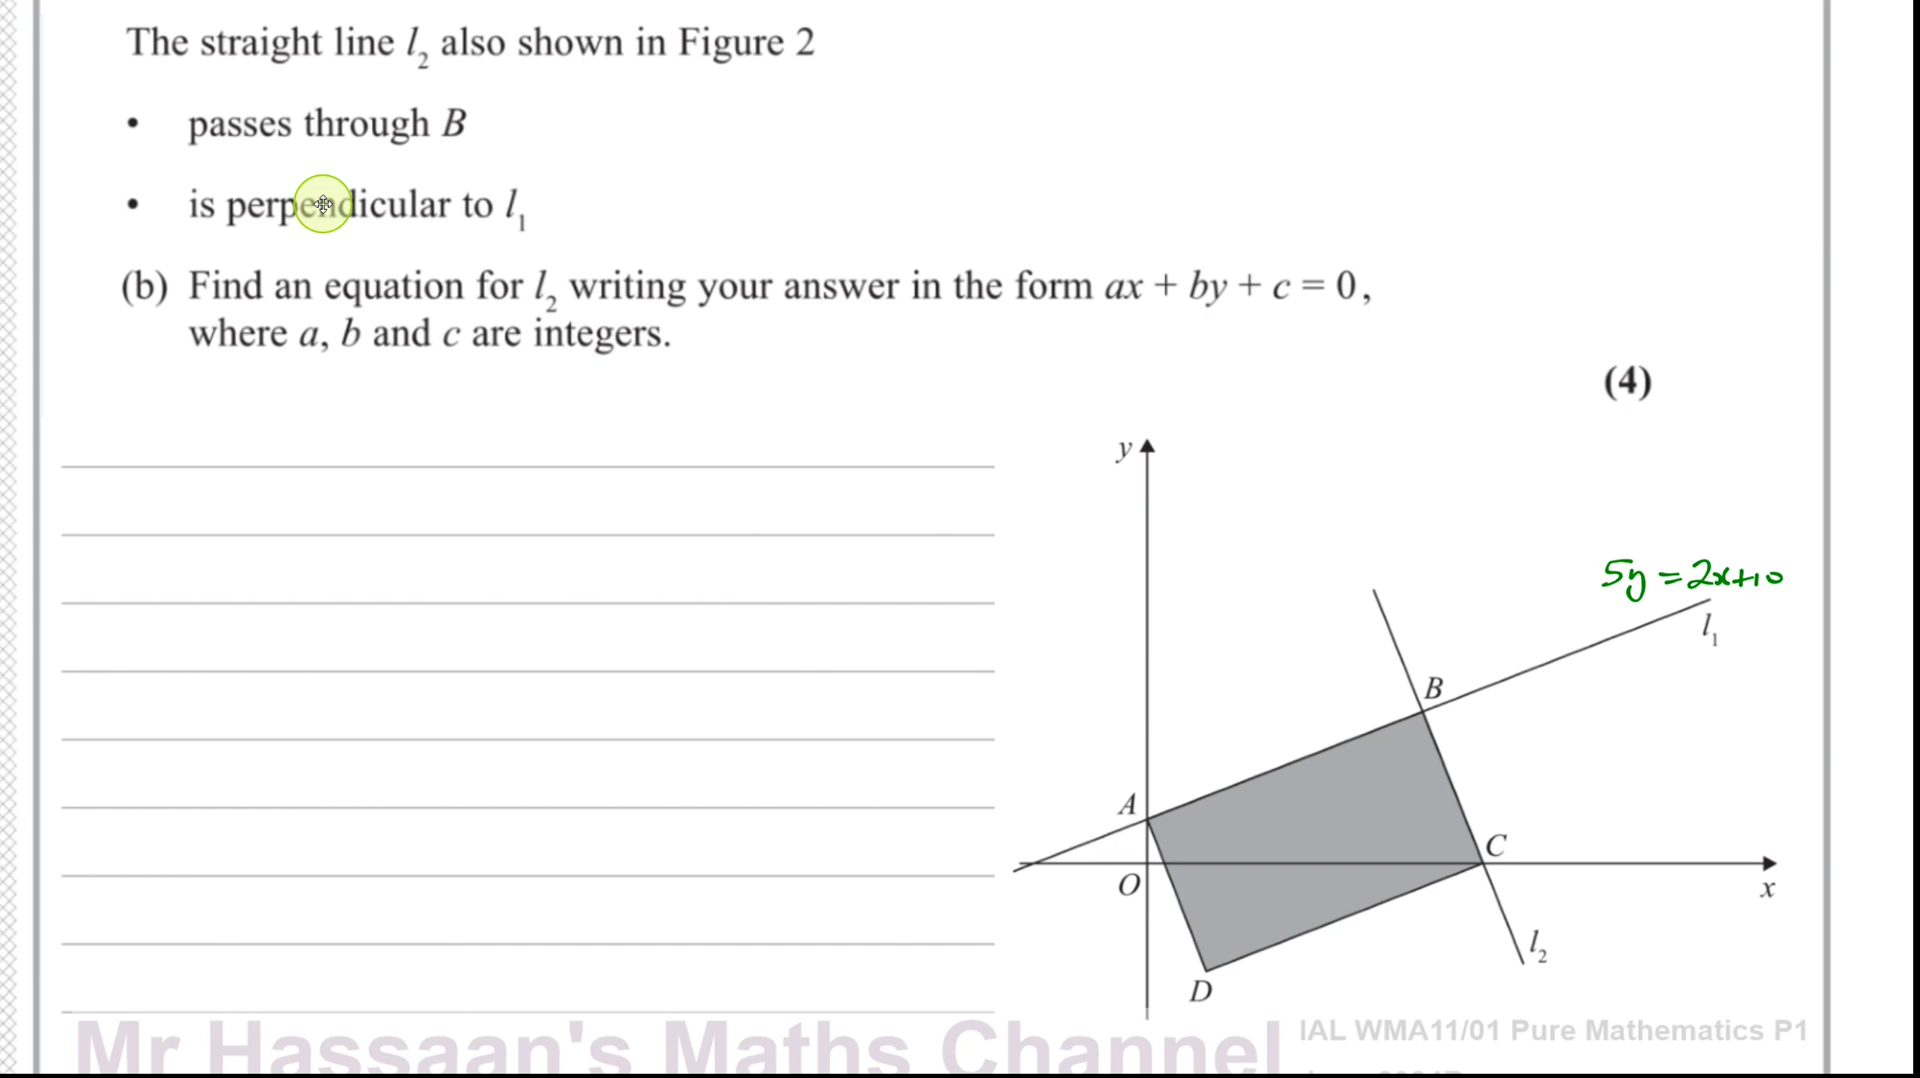 The straight line l₂ also shown in Figure 2
• passes through B
• is perpendicular to l₁
(b) Find an equation for l₂ writing your answer in the form ax + by + c = 0,
where a, b and c are integers.
(4)
y
5y = 2x+10
l₁
B
A
C
O
x
l₂
D
Mr Hassaan's Maths Channel
IAL WMA11/01 Pure Mathematics P1